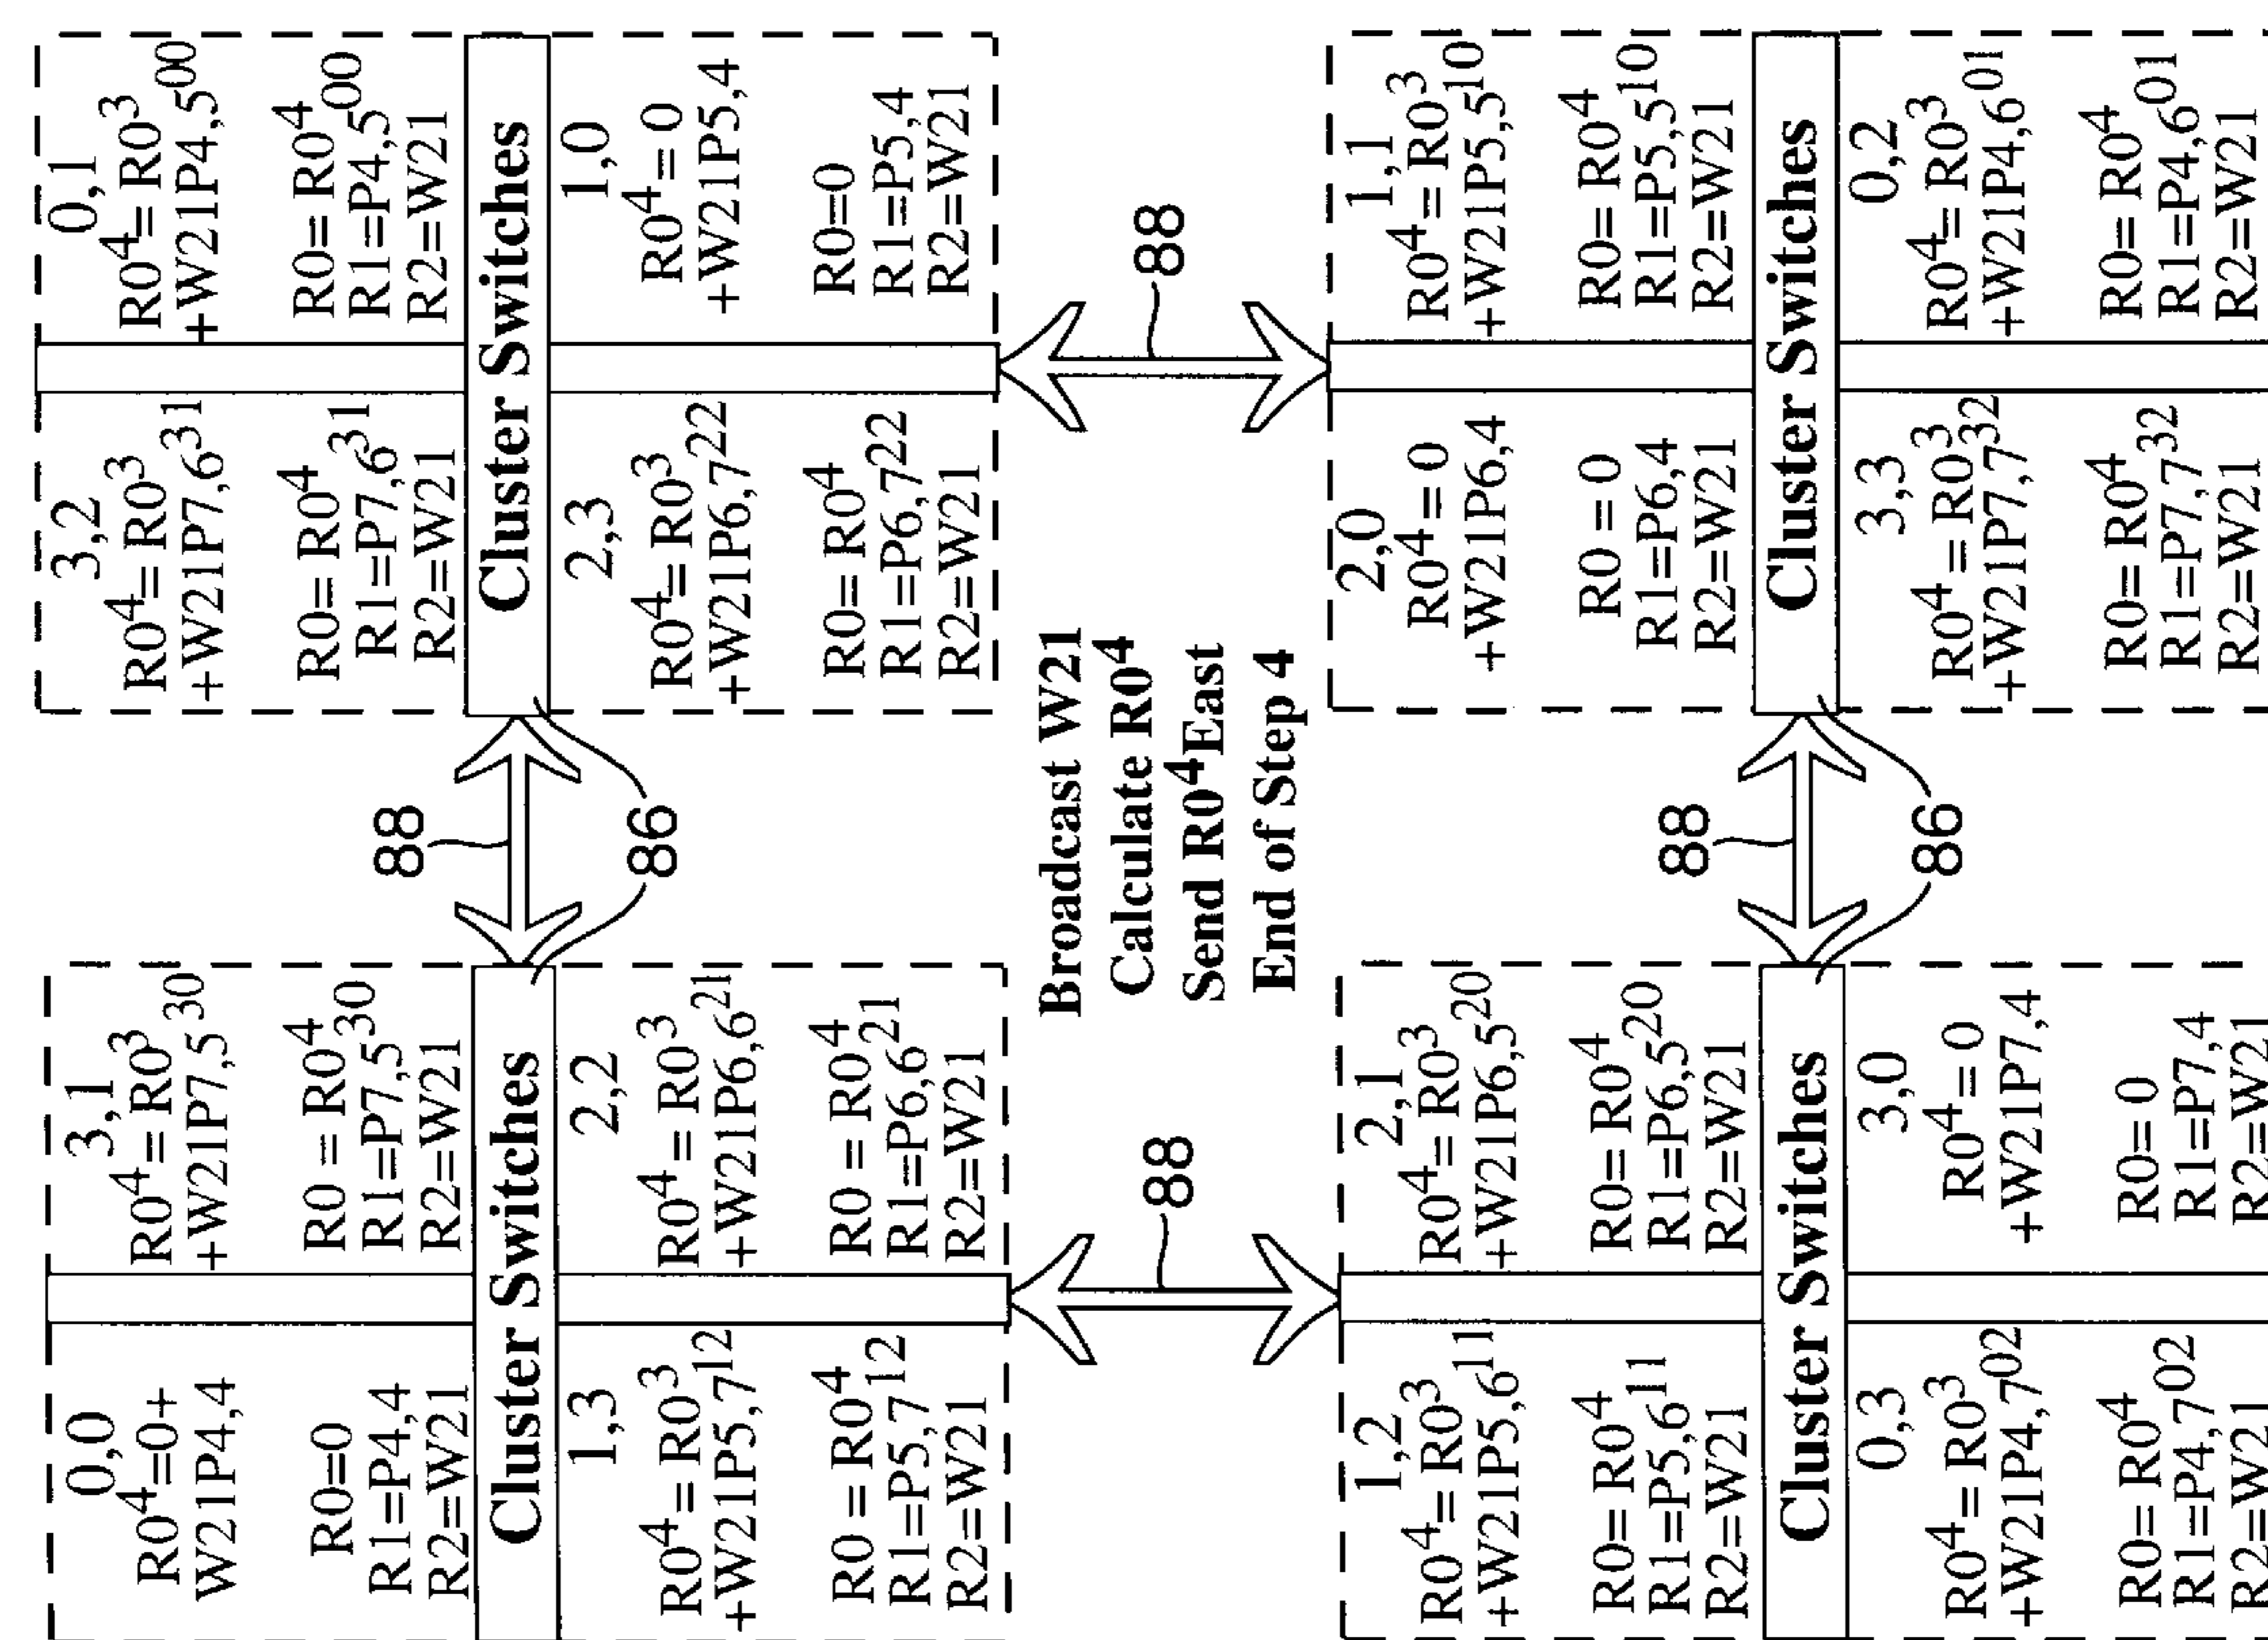 0,0
R0⁴=0+
W21P4,4
R0=0
R1=P4,4
R2=W21
3,1
R0⁴=R0³
+W21P7,5³⁰
R0=R0⁴
R1=P7,5³⁰
R2=W21
Cluster Switches
1,3
R0⁴=R0³
+W21P5,7¹²
R0=R0⁴
R1=P5,7¹²
R2=W21
2,2
R0⁴=R0³
+W21P6,6²¹
R0=R0⁴
R1=P6,6²¹
R2=W21
88
86
3,2
R0⁴=R0³
+W21P7,6³¹
R0=R0⁴
R1=P7,6³¹
R2=W21
0,1
R0⁴=R0³
+W21P4,5⁰⁰
R0=R0⁴
R1=P4,5⁰⁰
R2=W21
Cluster Switches
2,3
R0⁴=R0³
+W21P6,7²²
R0=R0⁴
R1=P6,7²²
R2=W21
1,0
R0⁴=0
+W21P5,4
R0=0
R1=P5,4
R2=W21
88
Broadcast W21
Calculate R0⁴
Send R0⁴East
End of Step 4
88
1,2
R0⁴=R0³
+W21P5,6¹¹
R0=R0⁴
R1=P5,6¹¹
R2=W21
2,1
R0⁴=R0³
+W21P6,5²⁰
R0=R0⁴
R1=P6,5²⁰
R2=W21
Cluster Switches
0,3
R0⁴=R0³
+W21P4,7⁰²
R0=R0⁴
R1=P4,7⁰²
R2=W21
3,0
R0⁴=0
+W21P7,4
R0=0
R1=P7,4
R2=W21
88
86
2,0
R0⁴=0
+W21P6,4
R0=0
R1=P6,4
R2=W21
1,1
R0⁴=R0³
+W21P5,5¹⁰
R0=R0⁴
R1=P5,5¹⁰
R2=W21
Cluster Switches
3,3
R0⁴=R0³
+W21P7,7³²
R0=R0⁴
R1=P7,7³²
R2=W21
0,2
R0⁴=R0³
+W21P4,6⁰¹
R0=R0⁴
R1=P4,6⁰¹
R2=W21